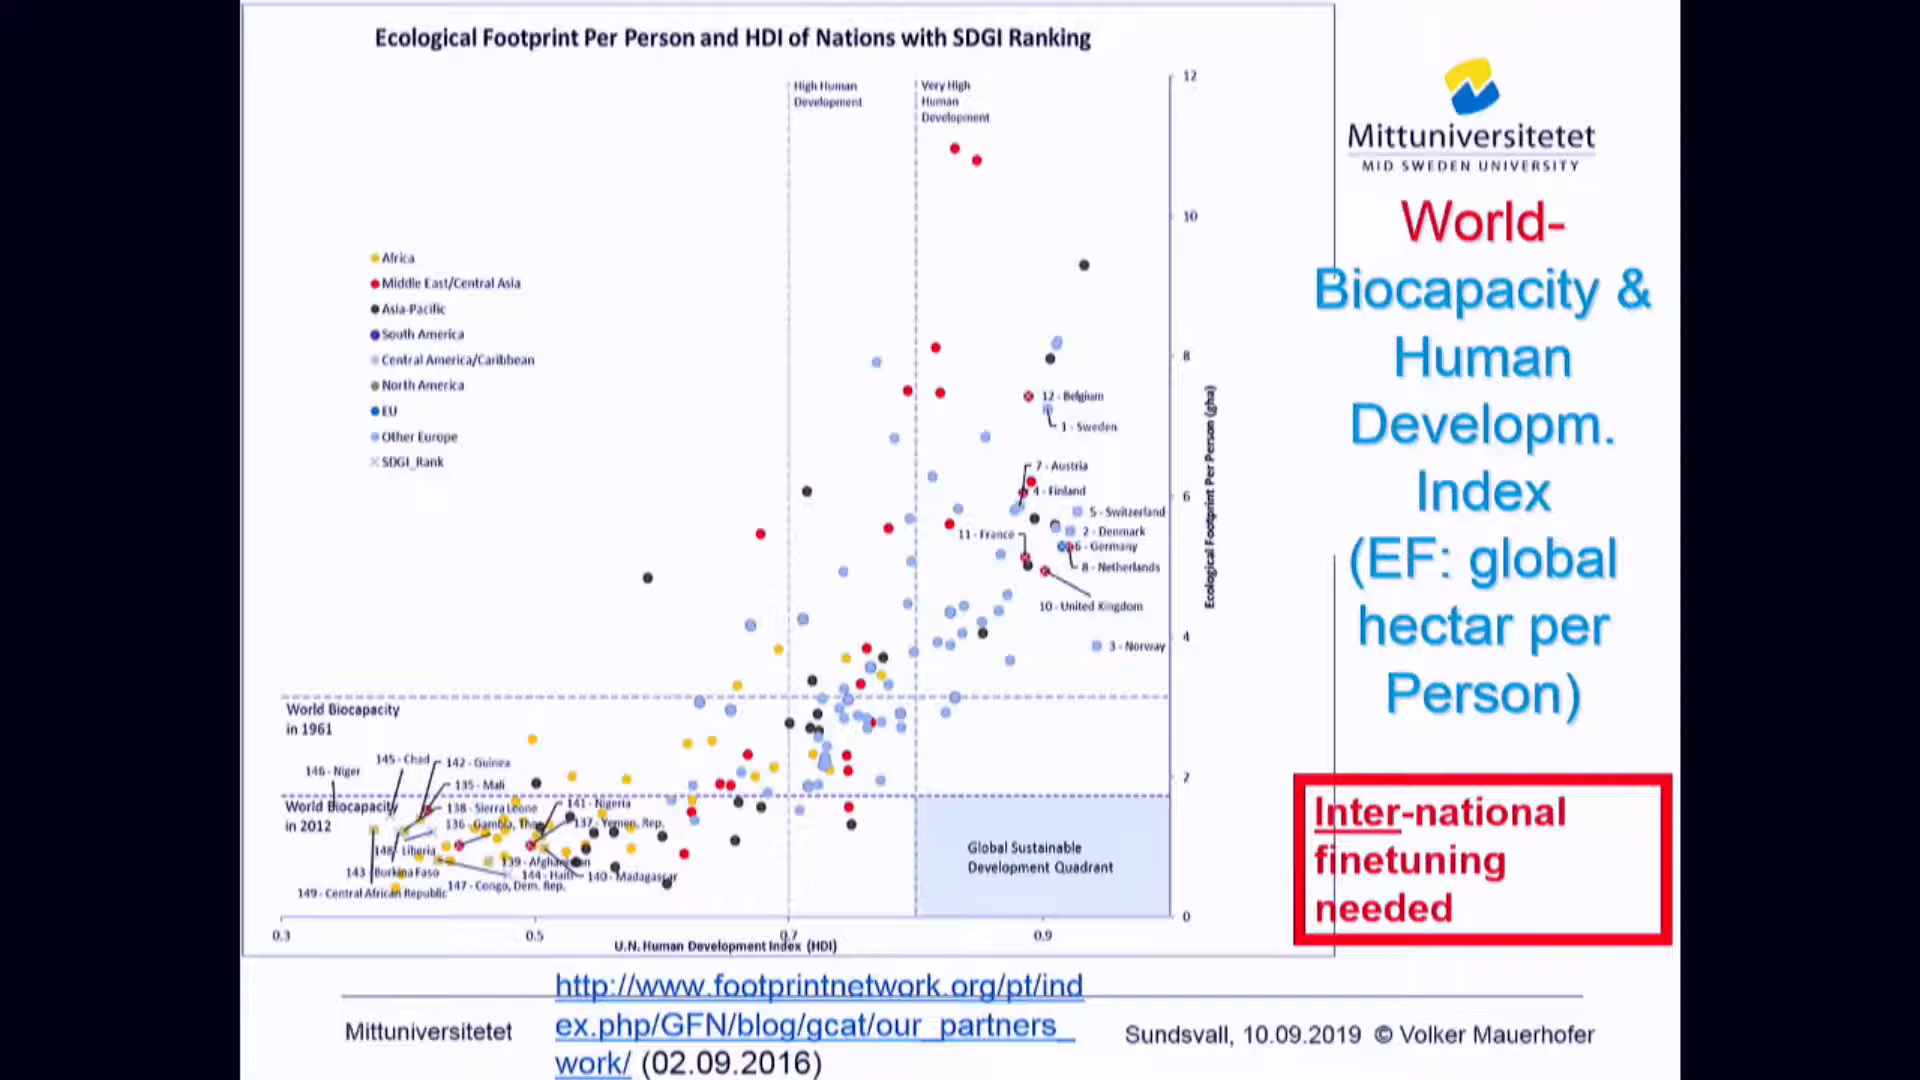 Ecological Footprint Per Person and HDI of Nations with SDGI Ranking
High Human
Development
Very High
Human
Development
Africa
Middle East/Central Asia
Asia-Pacific
South America
Central America/Caribbean
North America
EU
Other Europe
SDGI_Rank
12
10
8
6
4
2
0
Ecological Footprint Per Person (gha)
12 - Belgium
1 - Sweden
7 - Austria
4 - Finland
5 - Switzerland
2 - Denmark
11 - France
6 - Germany
8 - Netherlands
10 - United Kingdom
3 - Norway
World Biocapacity
in 1961
145 - Chad
142 - Guinea
146 - Niger
135 - Mali
World Biocapacity
in 2012
138 - Sierra Leone
141 - Nigeria
136 - Gambia, The
137 - Yemen, Rep.
148 - Liberia
139 - Afghanistan
143 Burkina Faso
144 - Haiti
140 - Madagascar
147 - Congo, Dem. Rep.
149 - Central African Republic
Global Sustainable
Development Quadrant
0.3
0.5
0.7
0.9
U.N. Human Development Index (HDI)
Mittuniversitetet
MID SWEDEN UNIVERSITY
World-
Biocapacity &
Human
Developm.
Index
(EF: global
hectar per
Person)
Inter-national
finetuning
needed
http://www.footprintnetwork.org/pt/ind
ex.php/GFN/blog/gcat/our_partners_
work/ (02.09.2016)
Mittuniversitetet
Sundsvall, 10.09.2019 © Volker Mauerhofer